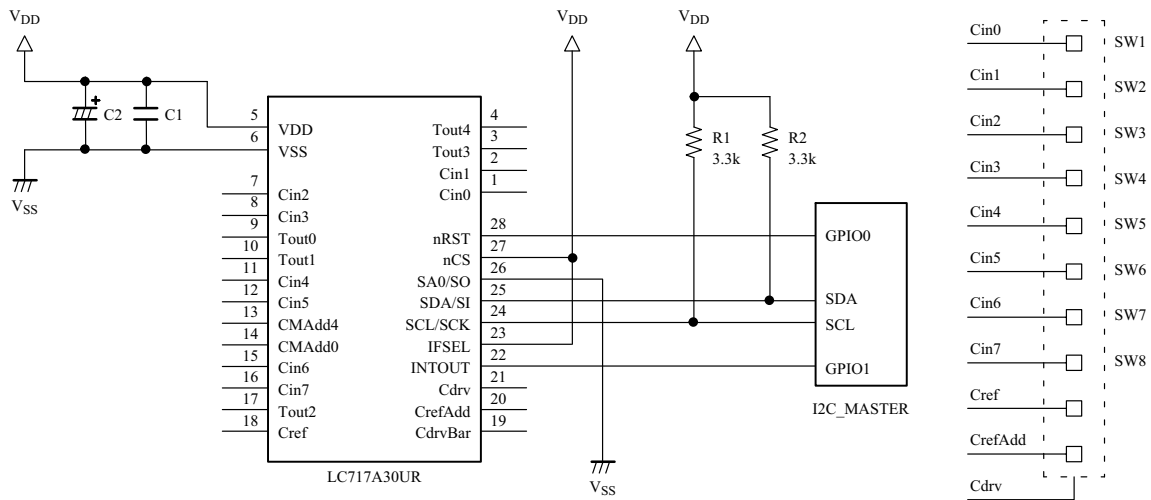 VDD
VDD
VDD
C2
C1
R1
3.3k
R2
3.3k
5
VDD
6
VSS
VSS
7
Cin2
8
Cin3
9
Tout0
10
Tout1
11
Cin4
12
Cin5
13
CMAdd4
14
CMAdd0
15
Cin6
16
Cin7
17
Tout2
18
Cref
4
Tout4
3
Tout3
2
Cin1
1
Cin0
28
nRST
27
nCS
26
SA0/SO
25
SDA/SI
24
SCL/SCK
23
IFSEL
22
INTOUT
21
Cdrv
20
CrefAdd
19
CdrvBar
LC717A30UR
VSS
GPIO0
SDA
SCL
GPIO1
I2C_MASTER
Cin0
SW1
Cin1
SW2
Cin2
SW3
Cin3
SW4
Cin4
SW5
Cin5
SW6
Cin6
SW7
Cin7
SW8
Cref
CrefAdd
Cdrv